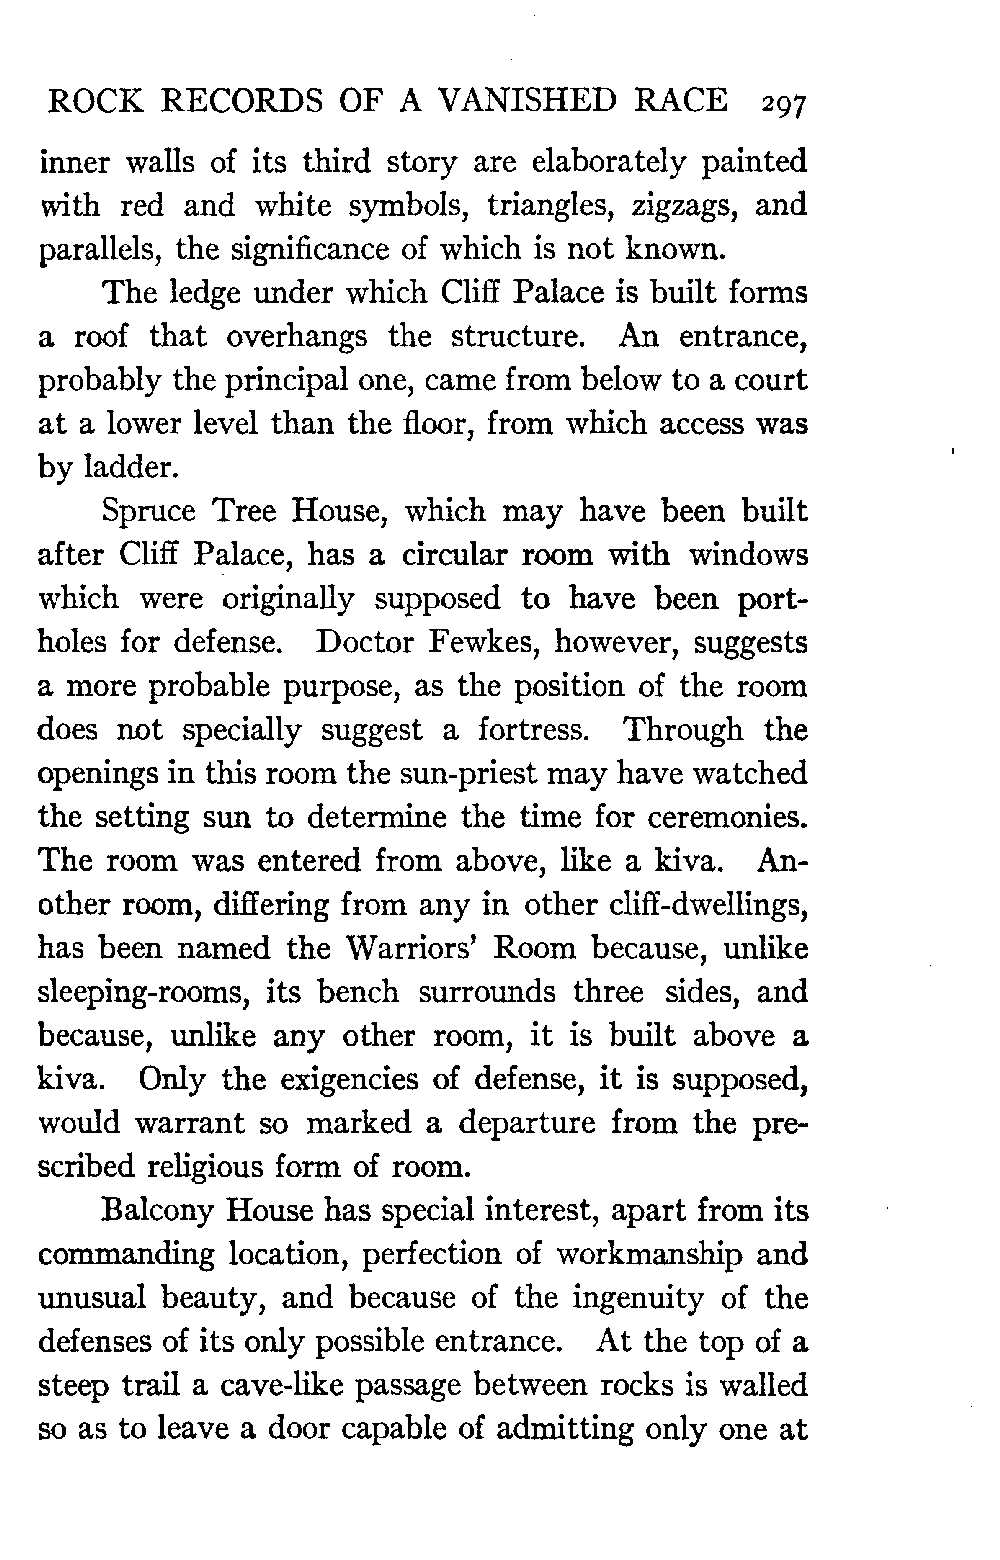 ROCK RECORDS OF A VANISHED RACE 297
inner walls of its third story are elaborately painted
with red and white symbols, triangles, zigzags, and
parallels, the significance of which is not known.
The ledge under which Cliff Palace is built forms
a roof that overhangs the structure. An entrance,
probably the principal one, came from below to a court
at a lower level than the floor, from which access was
by ladder.
Spruce Tree House, which may have been built
after Cliff Palace, has a circular room with windows
which were originally supposed to have been port-
holes for defense. Doctor Fewkes, however, suggests
a more probable purpose, as the position of the room
does not specially suggest a fortress. Through the
openings in this room the sun-priest may have watched
the setting sun to determine the time for ceremonies.
The room was entered from above, like a kiva. An-
other room, differing from any in other cliff-dwellings,
has been named the Warriors' Room because, unlike
sleeping-rooms, its bench surrounds three sides, and
because, unlike any other room, it is built above a
kiva. Only the exigencies of defense, it is supposed,
would warrant so marked a departure from the pre-
scribed religious form of room.
Balcony House has special interest, apart from its
commanding location, perfection of workmanship and
unusual beauty, and because of the ingenuity of the
defenses of its only possible entrance. At the top of a
steep trail a cave-like passage between rocks is walled
so as to leave a door capable of admitting only one at